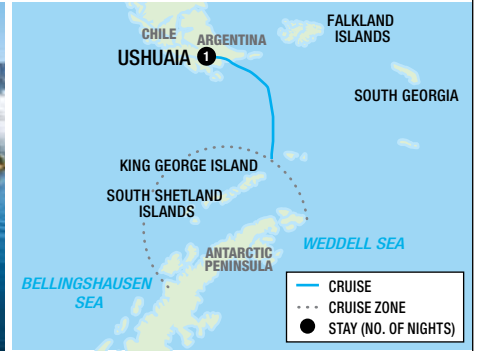 FALKLAND
ISLANDS
CHILE
ARGENTINA
USHUAIA 1
SOUTH GEORGIA
KING GEORGE ISLAND
SOUTH SHETLAND
ISLANDS
WEDDELL SEA
ANTARCTIC
PENINSULA
BELLINGSHAUSEN
SEA
CRUISE
CRUISE ZONE
STAY (NO. OF NIGHTS)